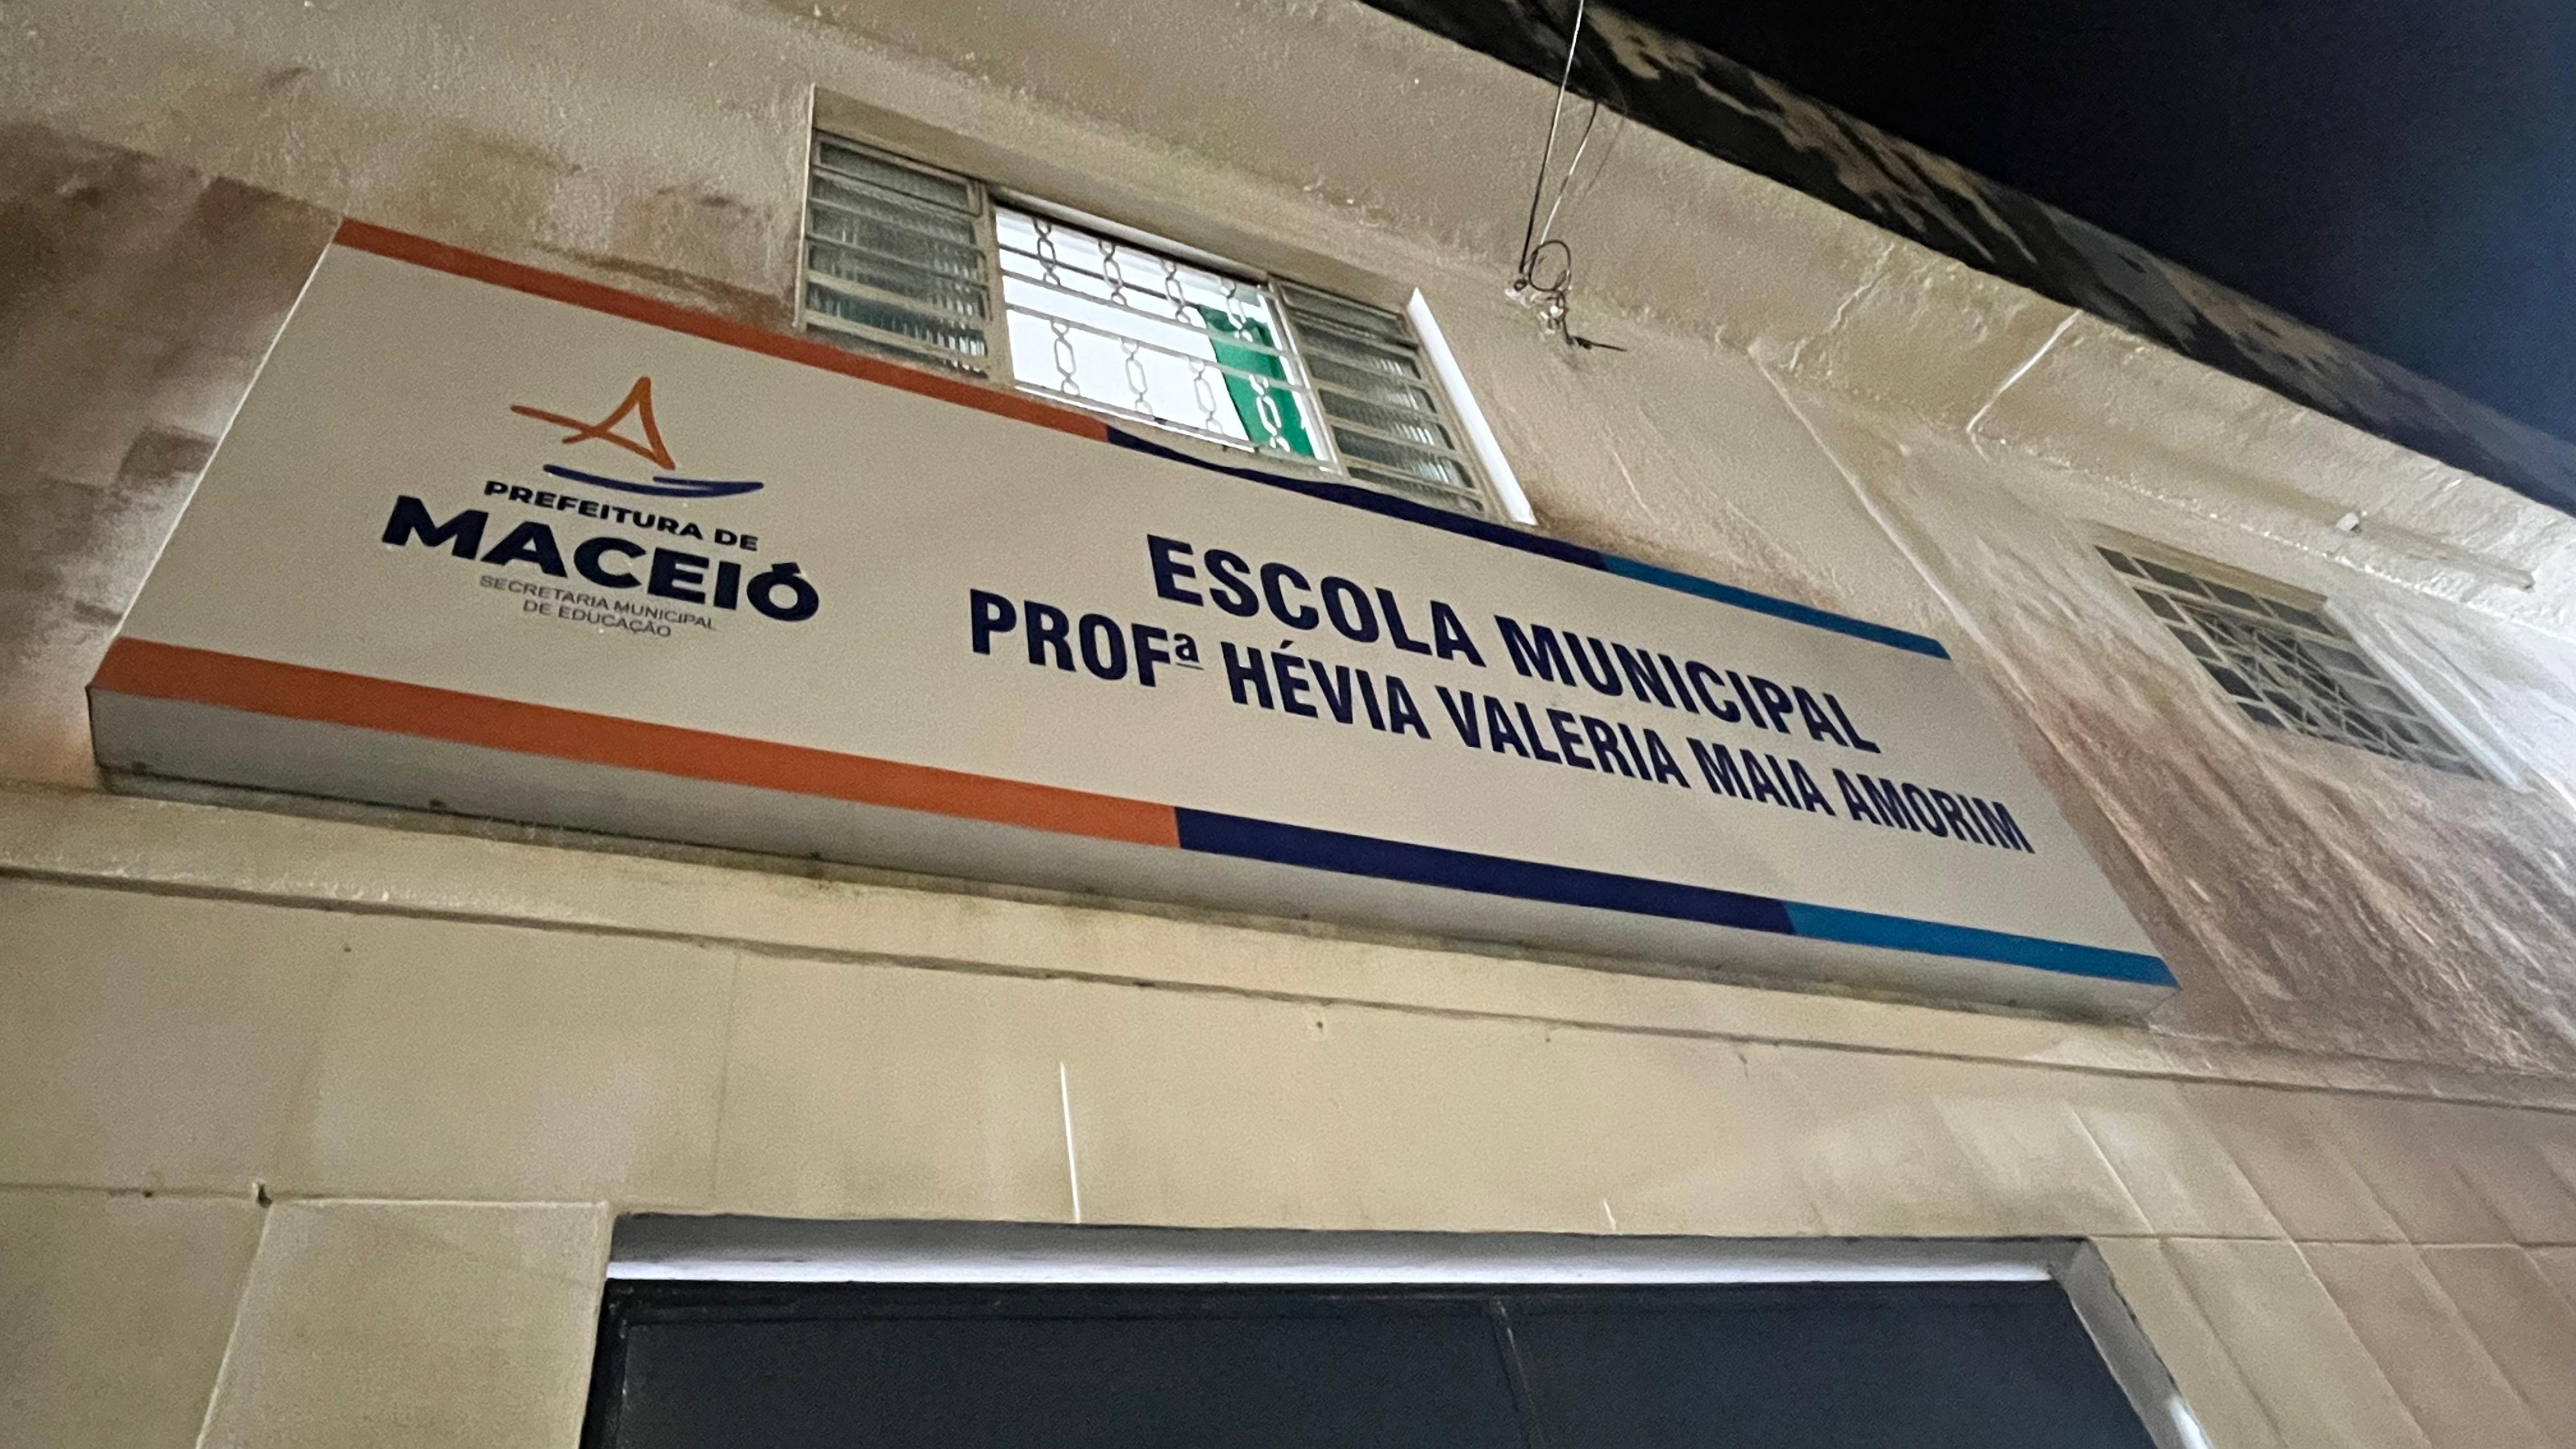 PREFEITURA DE
MACEIÓ
SECRETARIA MUNICIPAL
DE EDUCAÇÃO
ESCOLA MUNICIPAL
PROFª HÉVIA VALERIA MAIA AMORIM